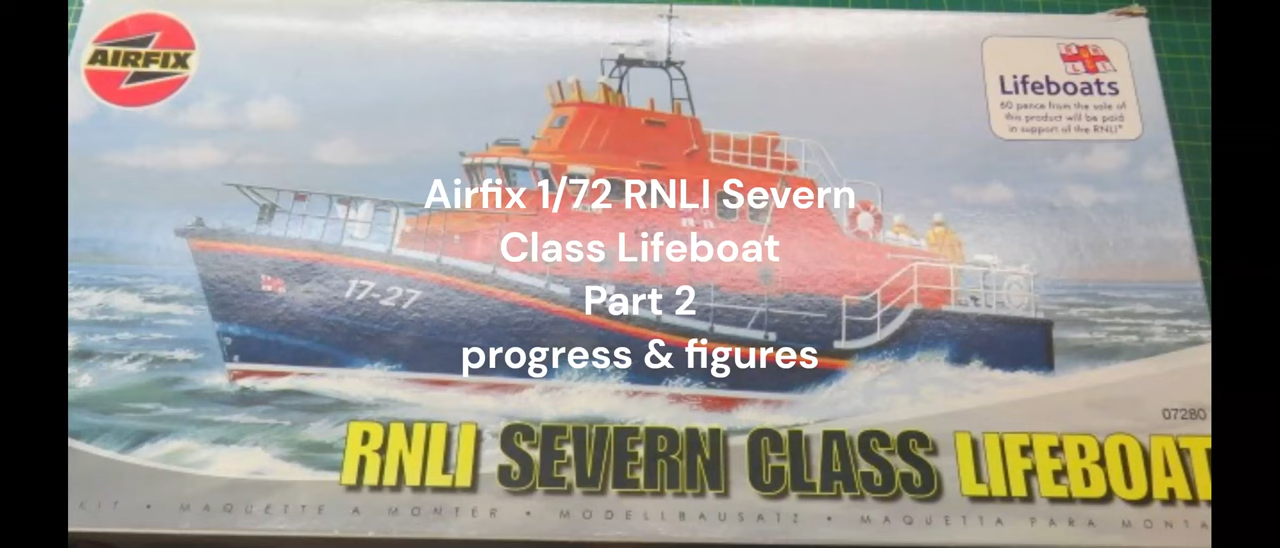 AIRFIX
RNLI
Lifeboats
60 pence from the sale of
this product will be paid
in support of the RNLI®
Airfix 1/72 RNLI Severn
Class Lifeboat
Part 2
progress & figures
17-27
07280
RNLI SEVERN CLASS LIFEBOAT
KIT • MAQUETTE A MONTER • MODELLBAUSATZ • MAQUETTA PARA MONTA